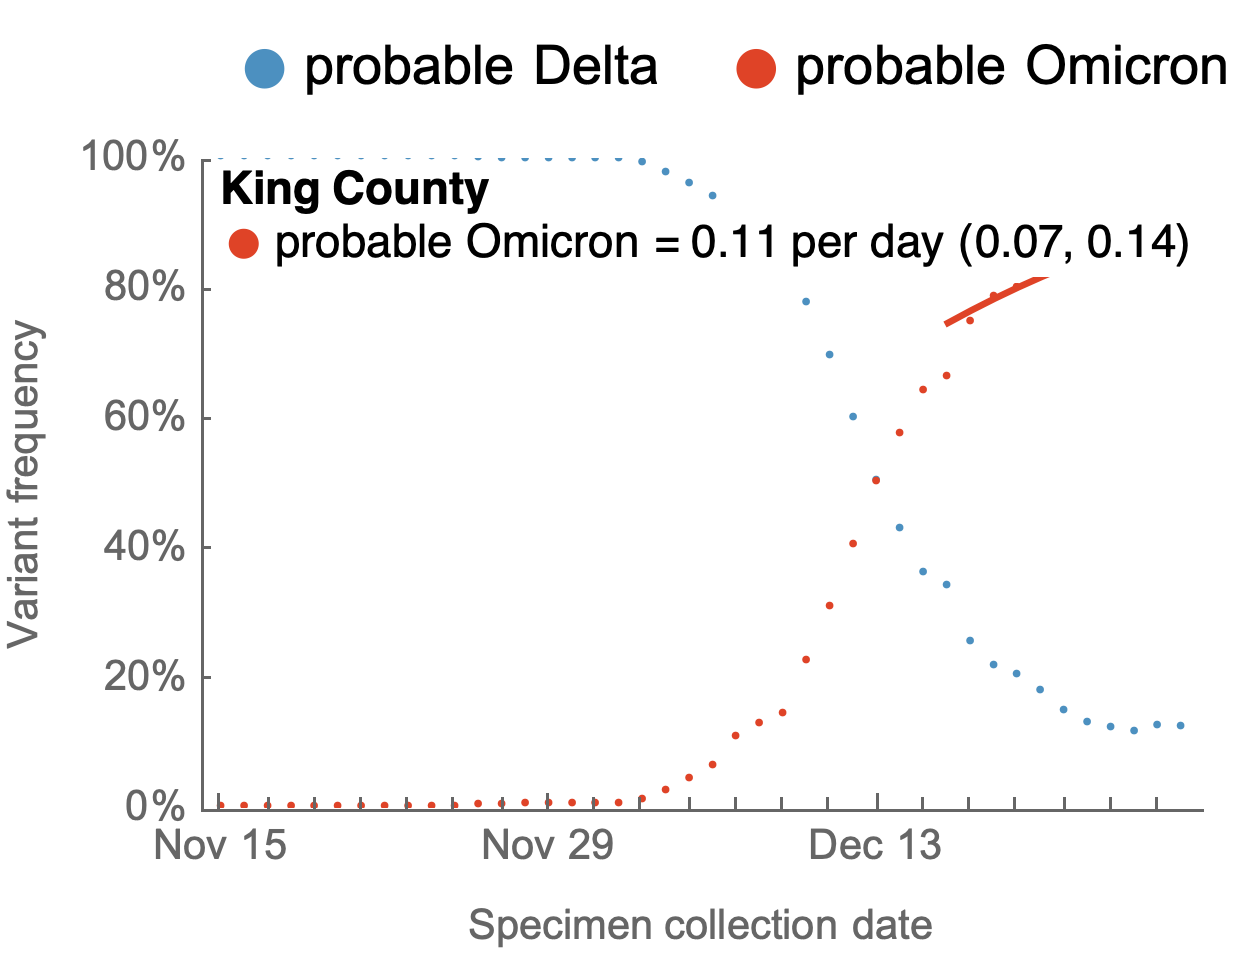 probable Delta probable Omicron
100%
King County
probable Omicron = 0.11 per day (0.07, 0.14)
80%
60%
40%
20%
0%
Variant frequency
Nov 15 Nov 29 Dec 13
Specimen collection date